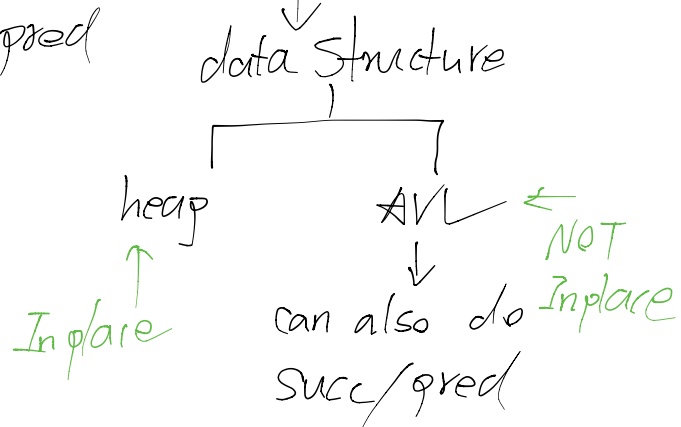 pred
data structure
heap
AVL
NOT
Inplace
Inplace
can also do
succ/pred